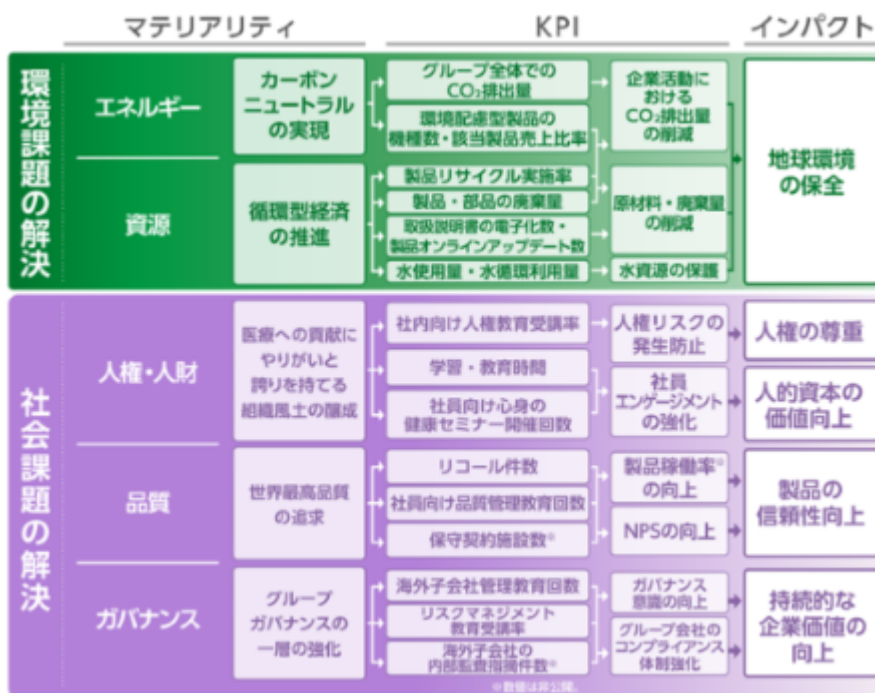 マテリアリティ
KPI
インパクト
環境課題の解決
エネルギー
カーボン
ニュートラル
の実現
グループ全体での
CO₂排出量
環境配慮型製品の
機種数・該当製品売上比率
企業活動に
おける
CO₂排出量
の削減
地球環境
の保全
資源
循環型経済
の推進
製品リサイクル実施率
製品・部品の廃棄量
取扱説明書の電子化数・
製品オンラインアップデート数
水使用量・水循環利用量
原材料・廃棄量
の削減
水資源の保護
社会課題の解決
人権・人財
医療への貢献に
やりがいと
誇りを持てる
組織風土の醸成
社内向け人権教育受講率
学習・教育時間
社員向け心身の
健康セミナー開催回数
人権リスクの
発生防止
社員
エンゲージメント
の強化
人権の尊重
人的資本の
価値向上
品質
世界最高品質
の追求
リコール件数
社員向け品質管理教育回数
保守契約施設数※
製品稼働率※
の向上
NPSの向上
製品の
信頼性向上
ガバナンス
グループ
ガバナンスの
一層の強化
海外子会社管理教育回数
リスクマネジメント
教育受講率
海外子会社の
内部監査指摘件数※
ガバナンス
意識の向上
グループ会社の
コンプライアンス
体制強化
持続的な
企業価値の
向上
※数値は非公開。